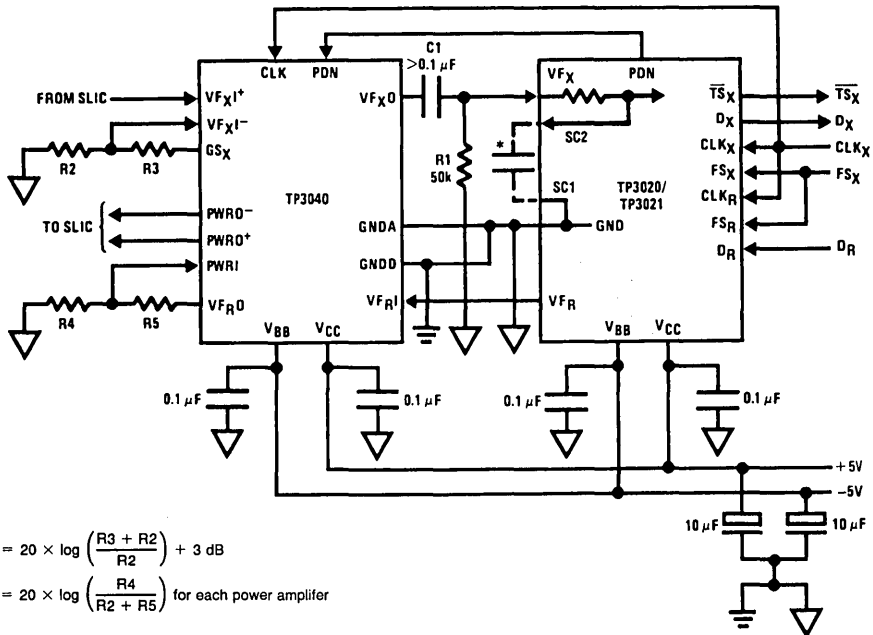 CLK
PDN
C1
>0.1 µF
VFX
PDN
FROM SLIC
VFXI+
VFXO
TSX
TSX
VFXI-
DX
DX
GSX
SC2
CLKX
CLKX
R2
R3
R1
50k
*
SC1
FSX
FSX
TP3040
TP3020/
TP3021
CLKR
TO SLIC
PWRO-
PWRO+
GNDA
GND
FSR
PWRI
GNDD
DR
DR
R4
R5
VFRO
VFRI
VFR
VBB
VCC
VBB
VCC
0.1 µF
0.1 µF
0.1 µF
0.1 µF
+5V
-5V
10 µF
10 µF
= 20 × log (R3 + R2 / R2) + 3 dB
= 20 × log (R4 / R2 + R5) for each power amplifer